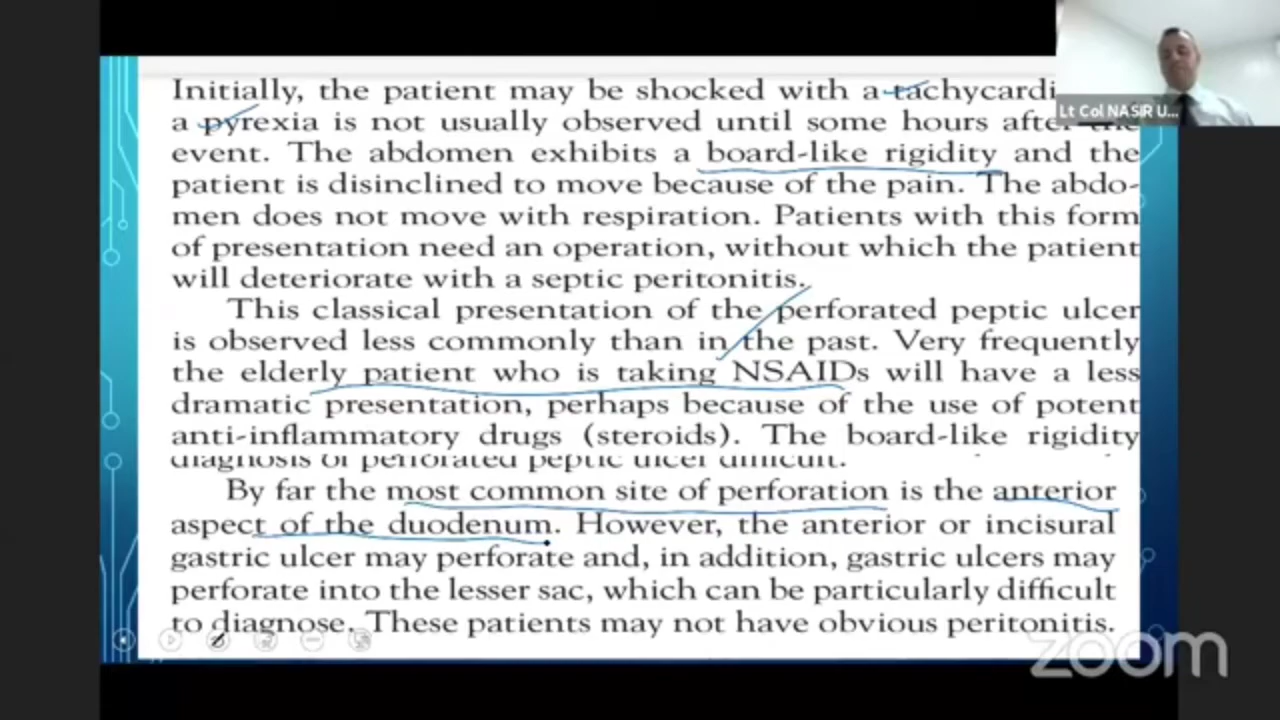 Initially, the patient may be shocked with a tachycardi
a pyrexia is not usually observed until some hours after the
event. The abdomen exhibits a board-like rigidity and the
patient is disinclined to move because of the pain. The abdo-
men does not move with respiration. Patients with this form
of presentation need an operation, without which the patient
will deteriorate with a septic peritonitis.
This classical presentation of the perforated peptic ulcer
is observed less commonly than in the past. Very frequently
the elderly patient who is taking NSAIDs will have a less
dramatic presentation, perhaps because of the use of potent
anti-inflammatory drugs (steroids). The board-like rigidity
diagnosis of perforated peptic ulcer difficult.
By far the most common site of perforation is the anterior
aspect of the duodenum. However, the anterior or incisural
gastric ulcer may perforate and, in addition, gastric ulcers may
perforate into the lesser sac, which can be particularly difficult
to diagnose. These patients may not have obvious peritonitis.
Lt Col NASIR U...
zoom